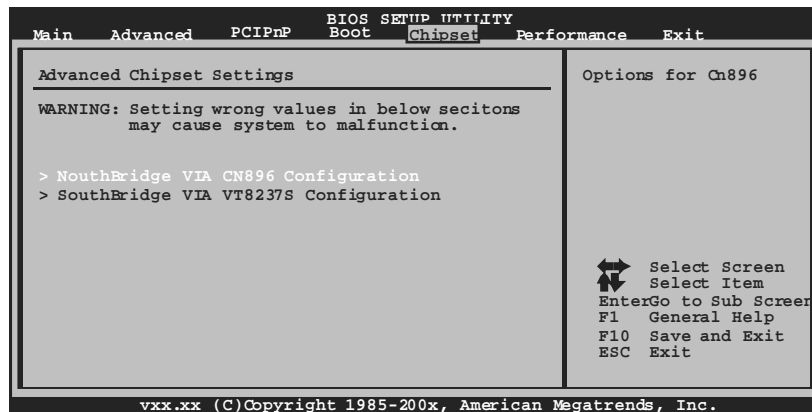 BIOS SETUP UTILITY
Main Advanced PCIPnP Boot Chipset Performance Exit
Advanced Chipset Settings
WARNING: Setting wrong values in below secitons
may cause system to malfunction.
> NouthBridge VIA CN896 Configuration
> SouthBridge VIA VT8237S Configuration
Options for Cn896
Select Screen
Select Item
EnterGo to Sub Screen
F1 General Help
F10 Save and Exit
ESC Exit
vxx.xx (C)Copyright 1985-200x, American Megatrends, Inc.